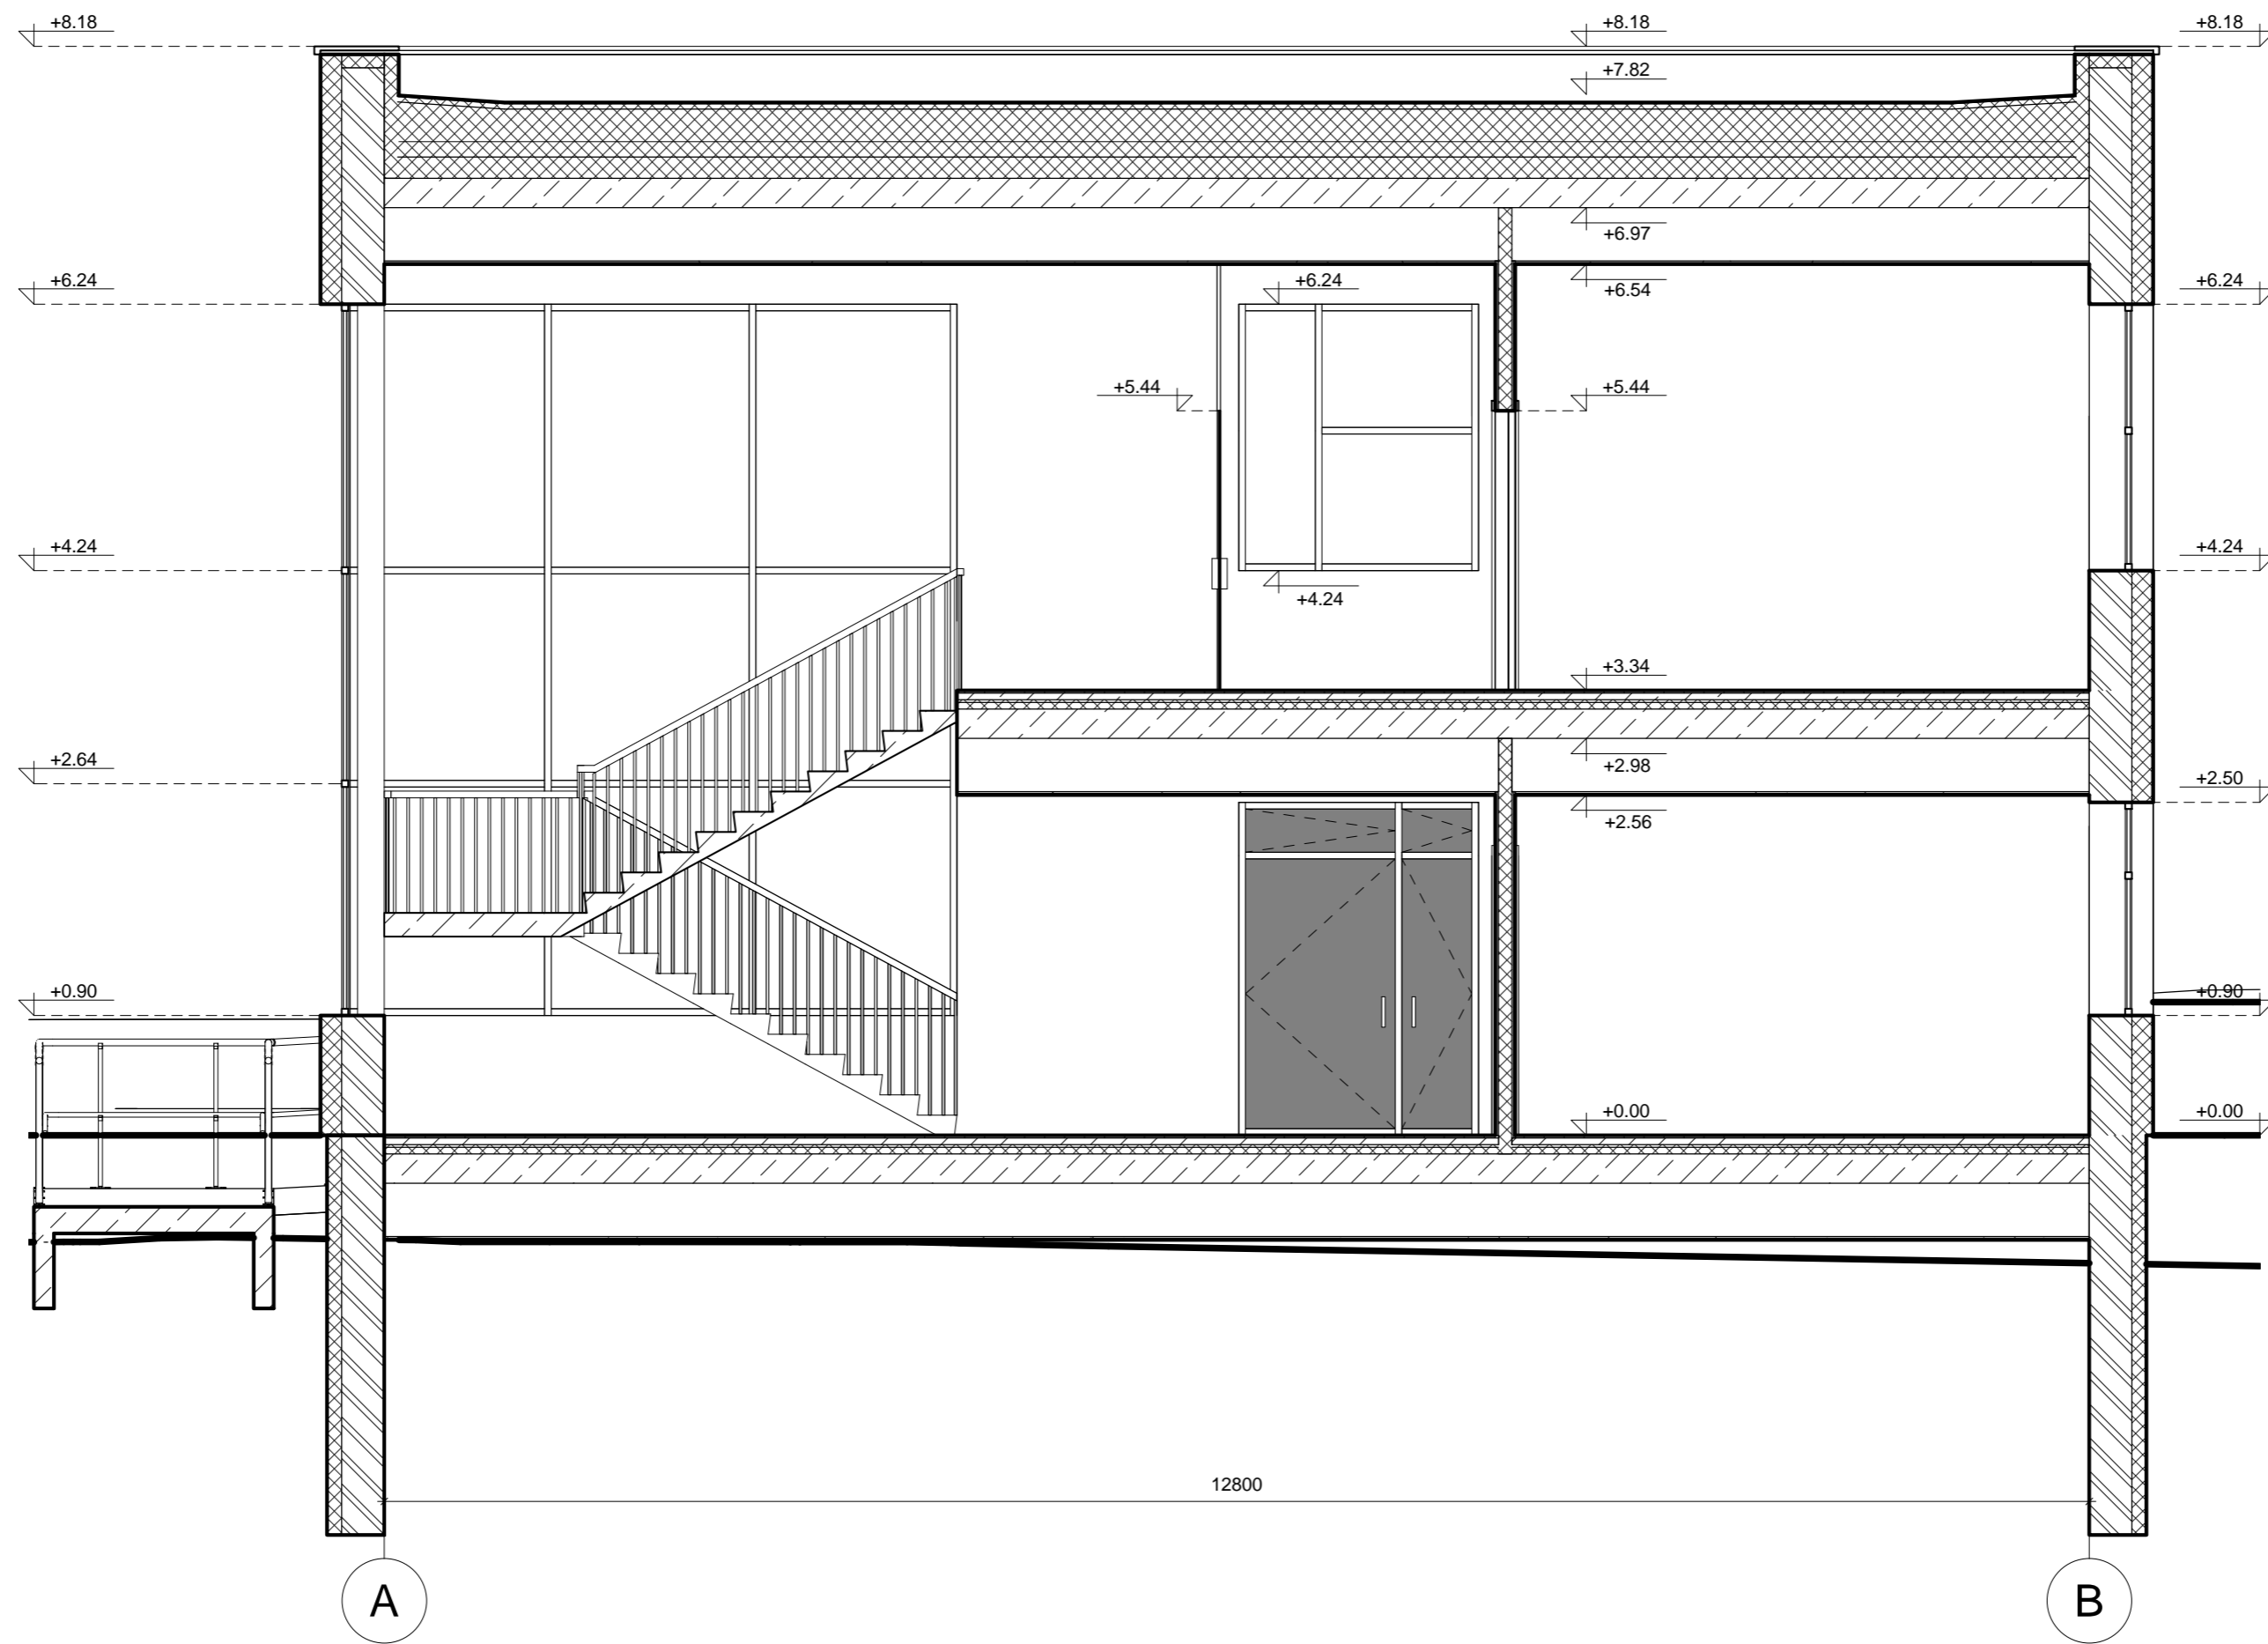 +8.18 +8.18 +8.18
+7.82
+6.97
+6.24 +6.24 +6.54 +6.24
+5.44 +5.44
+4.24 +4.24
+4.24
+3.34
+2.64 +2.98 +2.50
+2.56
+0.90 +0.90
+0.00 +0.00
12800
A B